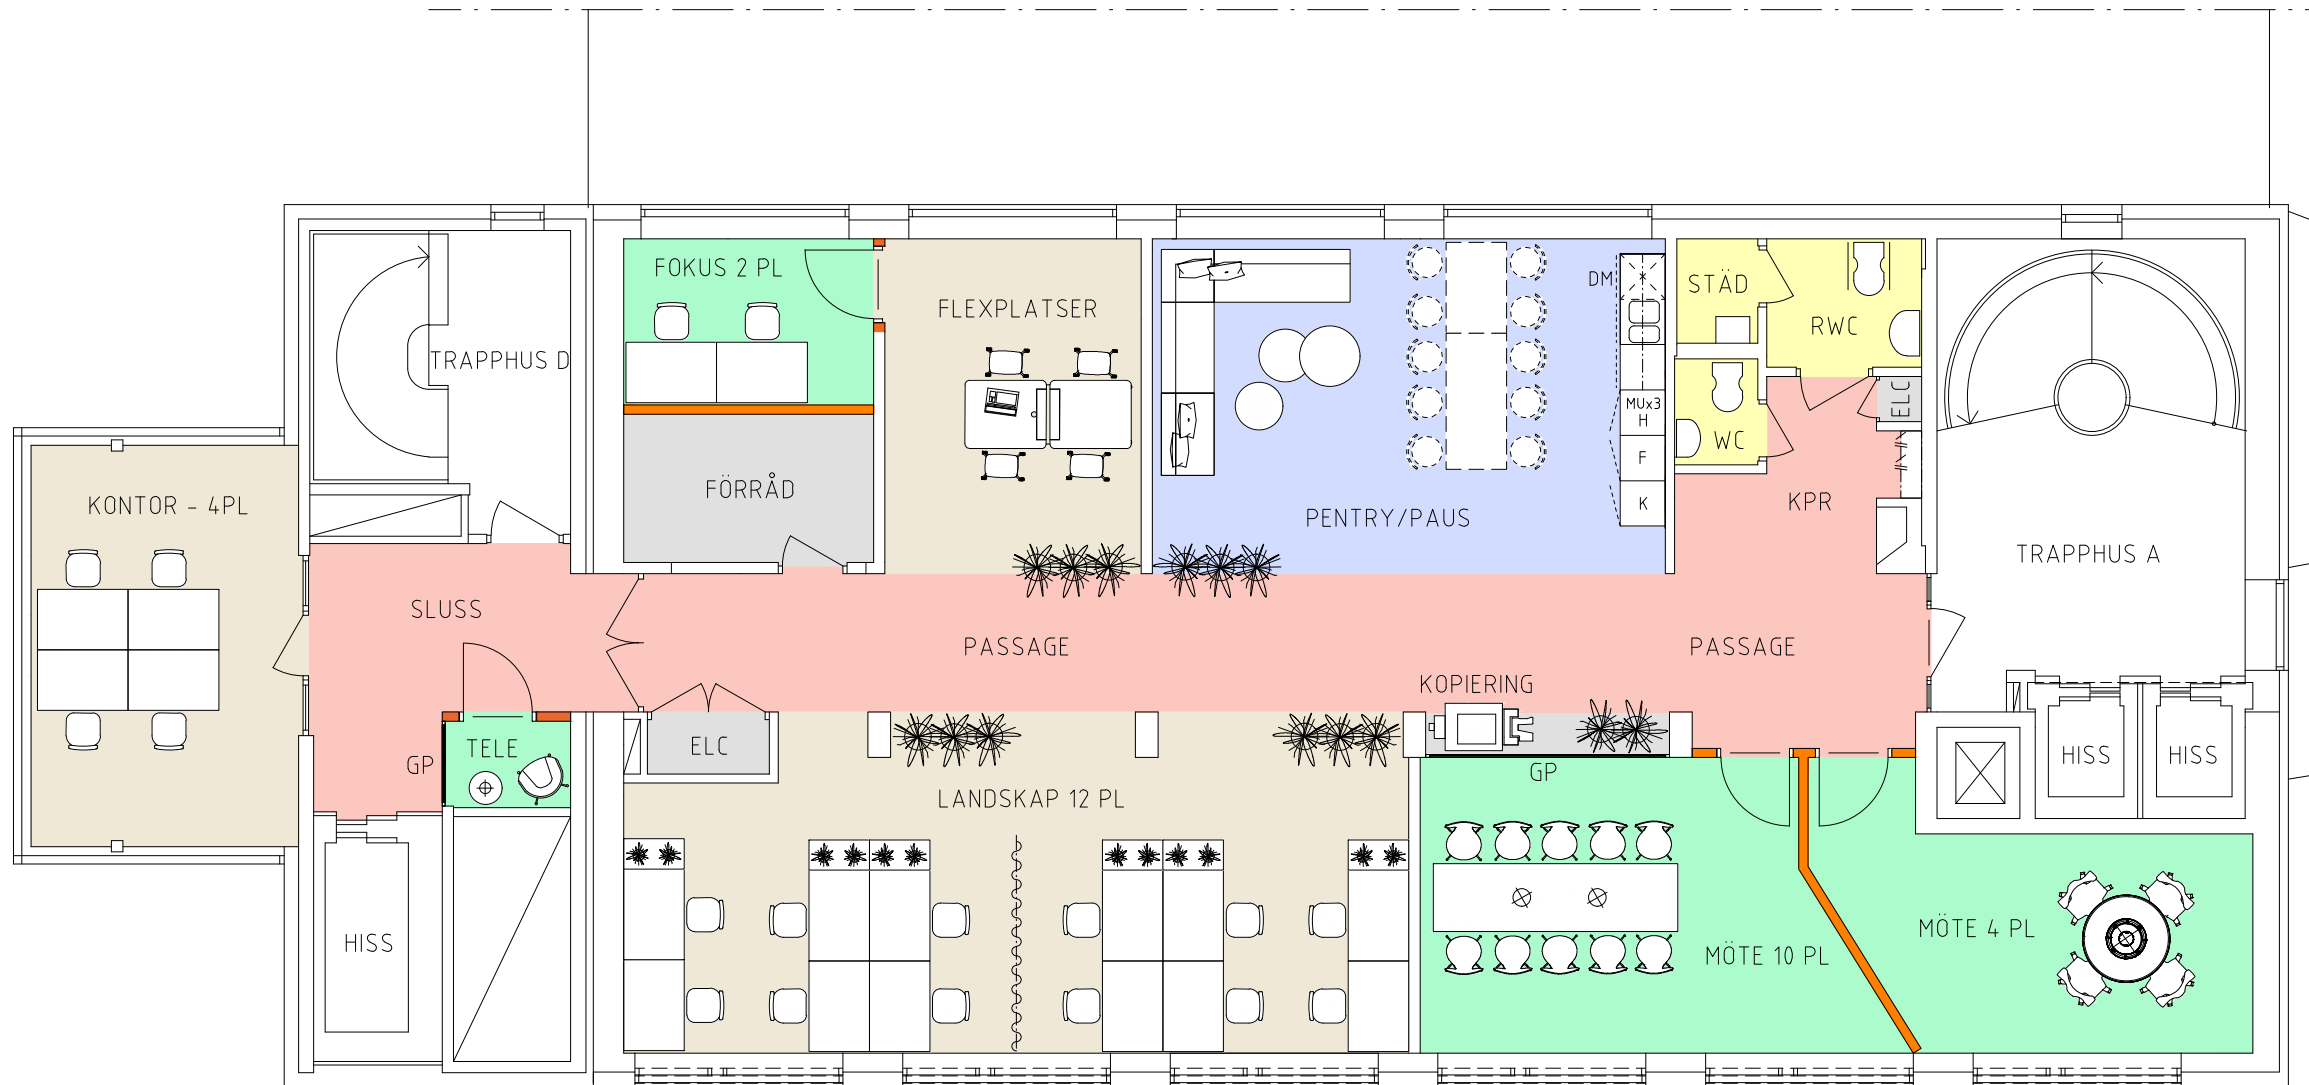 FOKUS 2 PL
FLEXPLATSER
DM
STÄD
RWC
TRAPPHUS D
ELC
MUx3
H
WC
F
FÖRRÅD
K
KONTOR - 4PL
KPR
PENTRY/PAUS
TRAPPHUS A
SLUSS
PASSAGE
PASSAGE
KOPIERING
TELE
ELC
GP
HISS
HISS
GP
LANDSKAP 12 PL
HISS
MÖTE 10 PL
MÖTE 4 PL